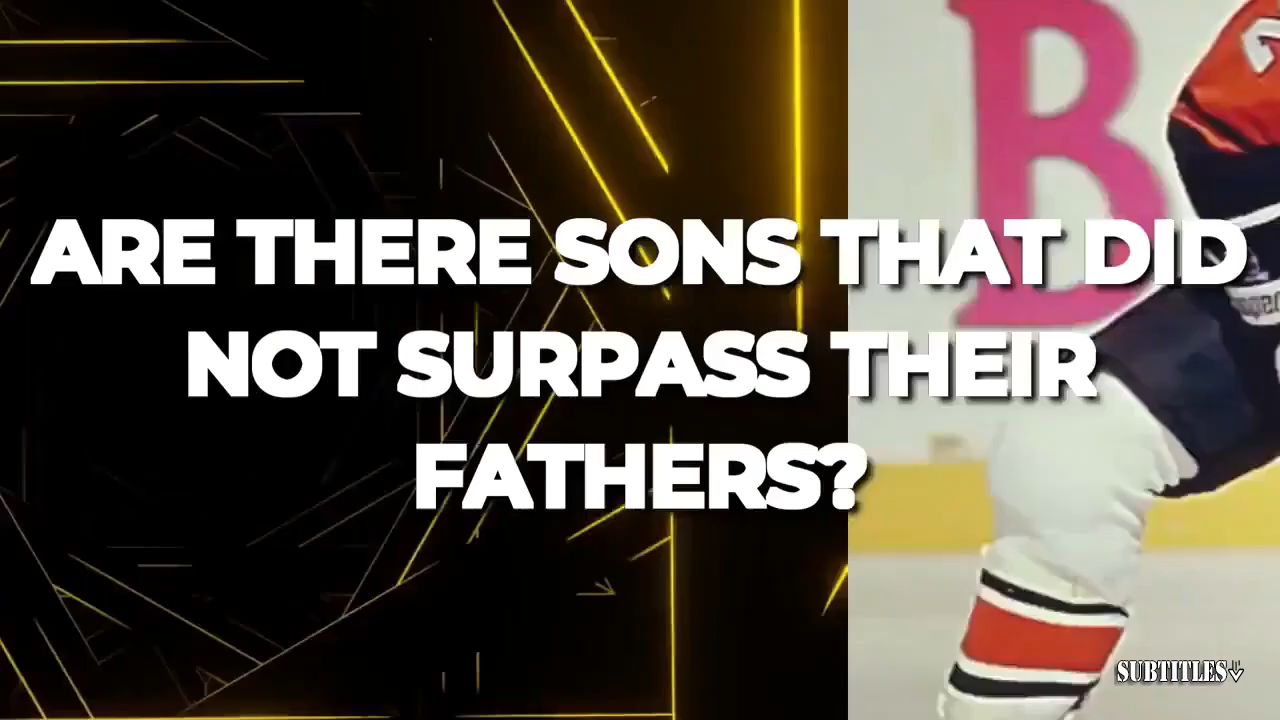 B
ARE THERE SONS THAT DID
NOT SURPASS THEIR
FATHERS?
SUBTITLES